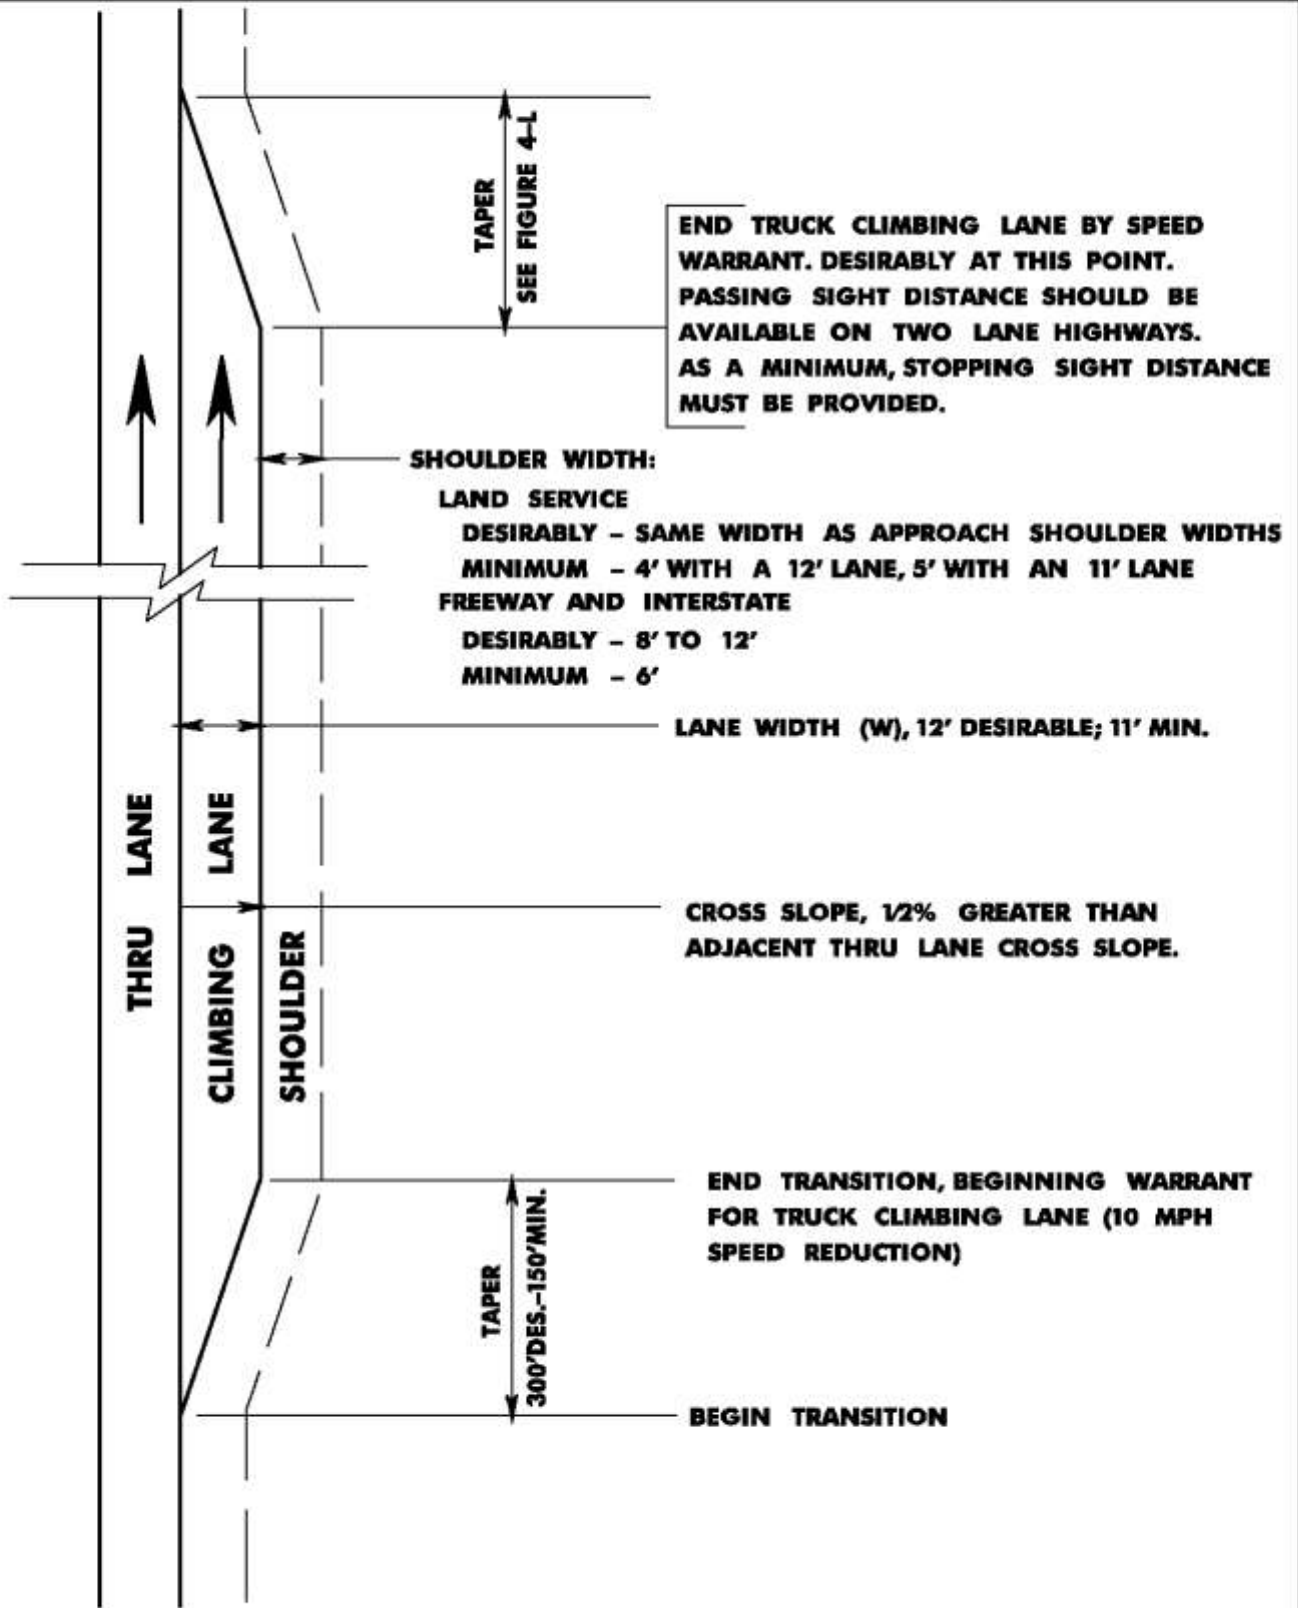 TAPER
SEE FIGURE 4-L
END TRUCK CLIMBING LANE BY SPEED
WARRANT. DESIRABLY AT THIS POINT.
PASSING SIGHT DISTANCE SHOULD BE
AVAILABLE ON TWO LANE HIGHWAYS.
AS A MINIMUM, STOPPING SIGHT DISTANCE
MUST BE PROVIDED.
SHOULDER WIDTH:
LAND SERVICE
DESIRABLY - SAME WIDTH AS APPROACH SHOULDER WIDTHS
MINIMUM - 4' WITH A 12' LANE, 5' WITH AN 11' LANE
FREEWAY AND INTERSTATE
DESIRABLY - 8' TO 12'
MINIMUM - 6'
LANE WIDTH (W), 12' DESIRABLE; 11' MIN.
THRU LANE
CLIMBING LANE
SHOULDER
CROSS SLOPE, 1/2% GREATER THAN
ADJACENT THRU LANE CROSS SLOPE.
END TRANSITION, BEGINNING WARRANT
FOR TRUCK CLIMBING LANE (10 MPH
SPEED REDUCTION)
TAPER
300'DES.-150'MIN.
BEGIN TRANSITION